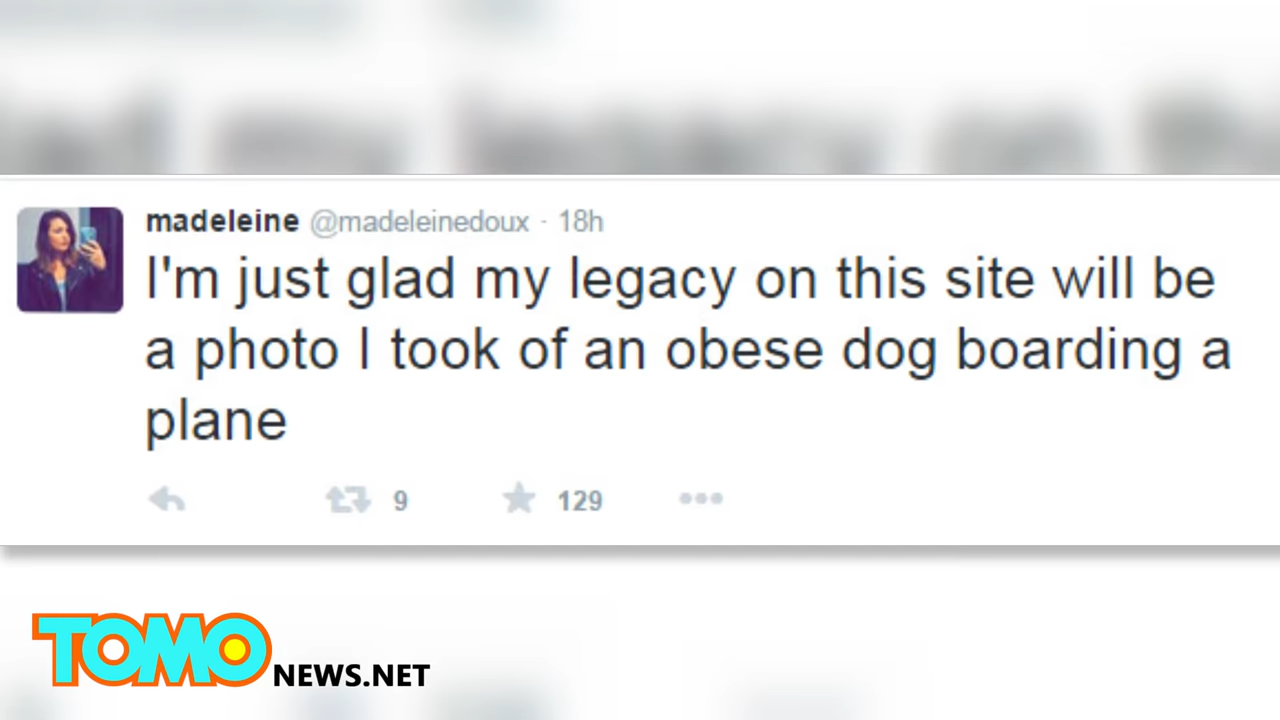 madeleine @madeleinedoux · 18h
I'm just glad my legacy on this site will be
a photo I took of an obese dog boarding a
plane
9 129
TOMO NEWS.NET